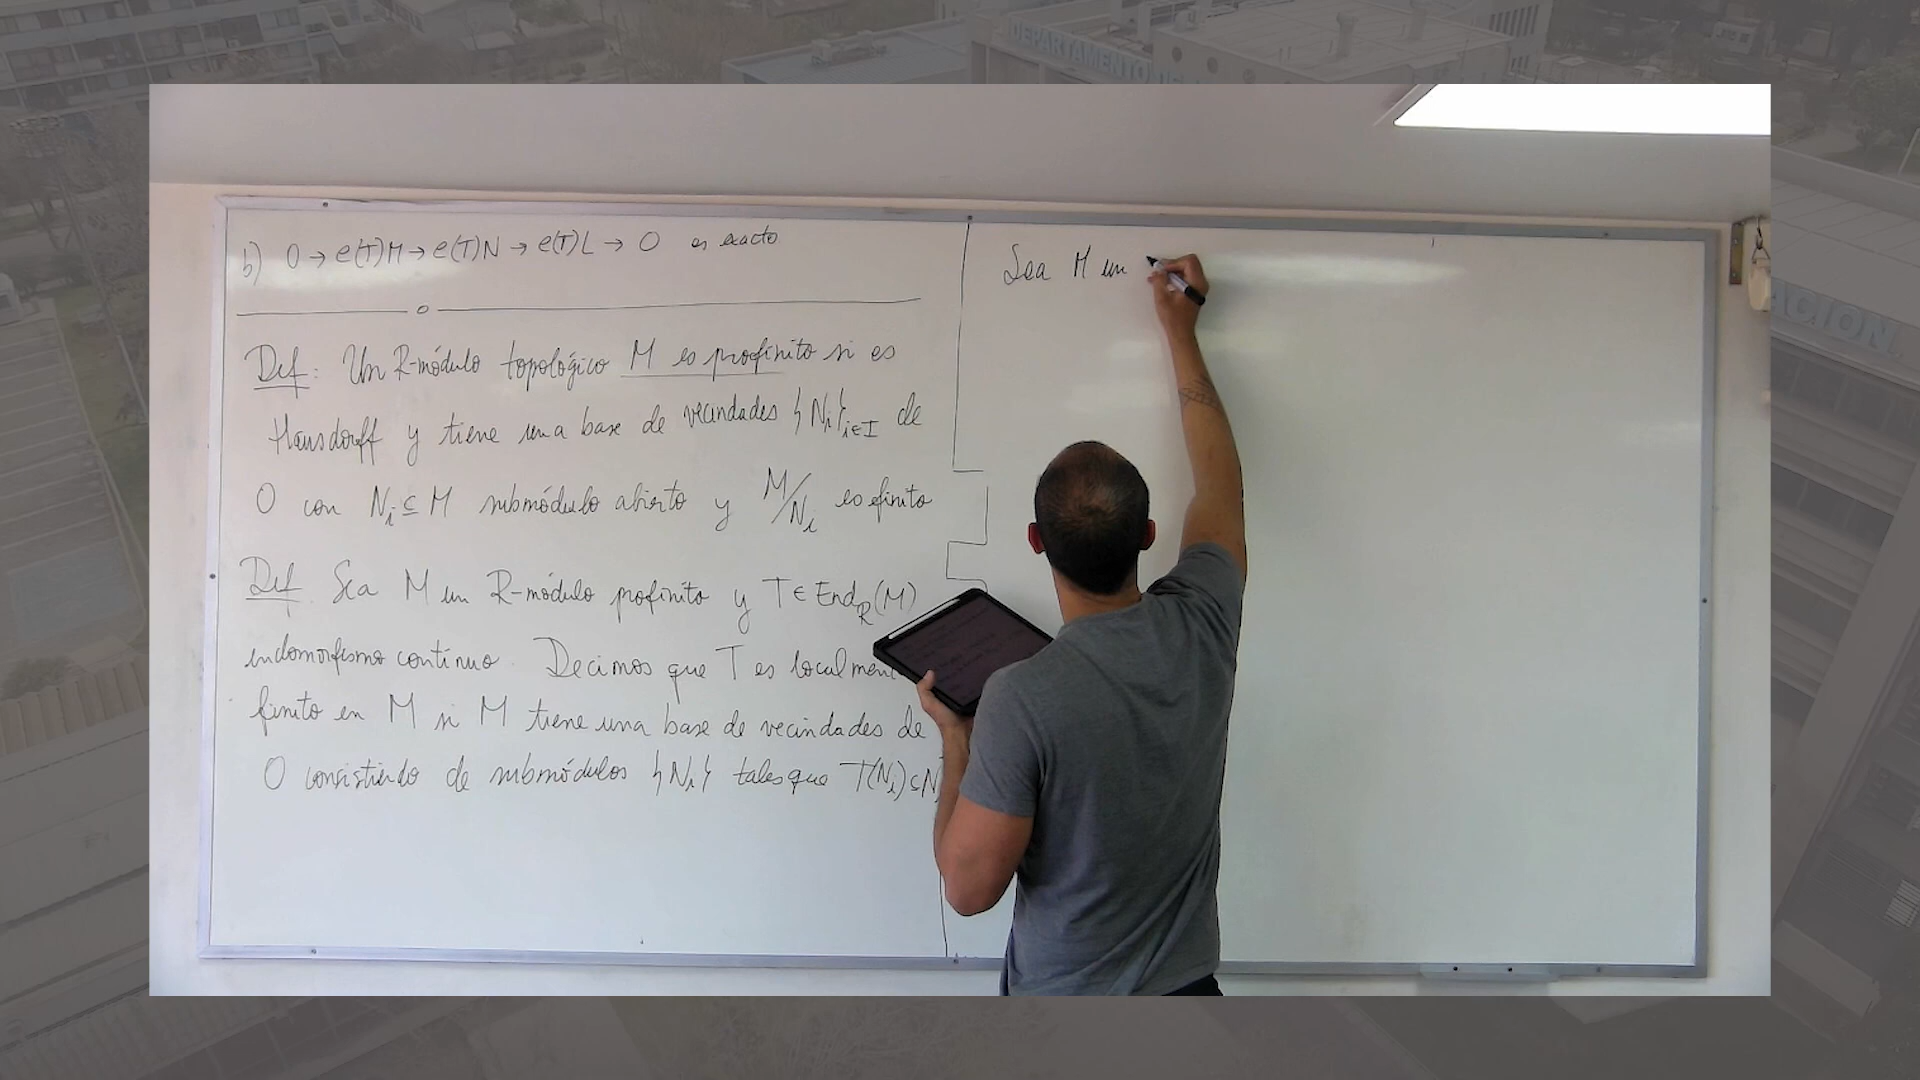 b) 0 → e(T)M → e(T)N → e(T)L → 0 es exacto
Def: Un R-módulo topológico M es profinito si es
Hausdorff y tiene una base de vecindades {Ni}i∈I de
0 con Ni ⊆ M submódulo abierto y M/Ni es finito
Def. Sea M un R-módulo profinito y T ∈ EndR(M)
endomorfismo continuo. Decimos que T es local
finito en M si M tiene una base de vecindades de
0 consistiendo de submódulos {Ni} tales que T(Ni) ⊂ N
Sea M un
DEPARTAMENTO DE